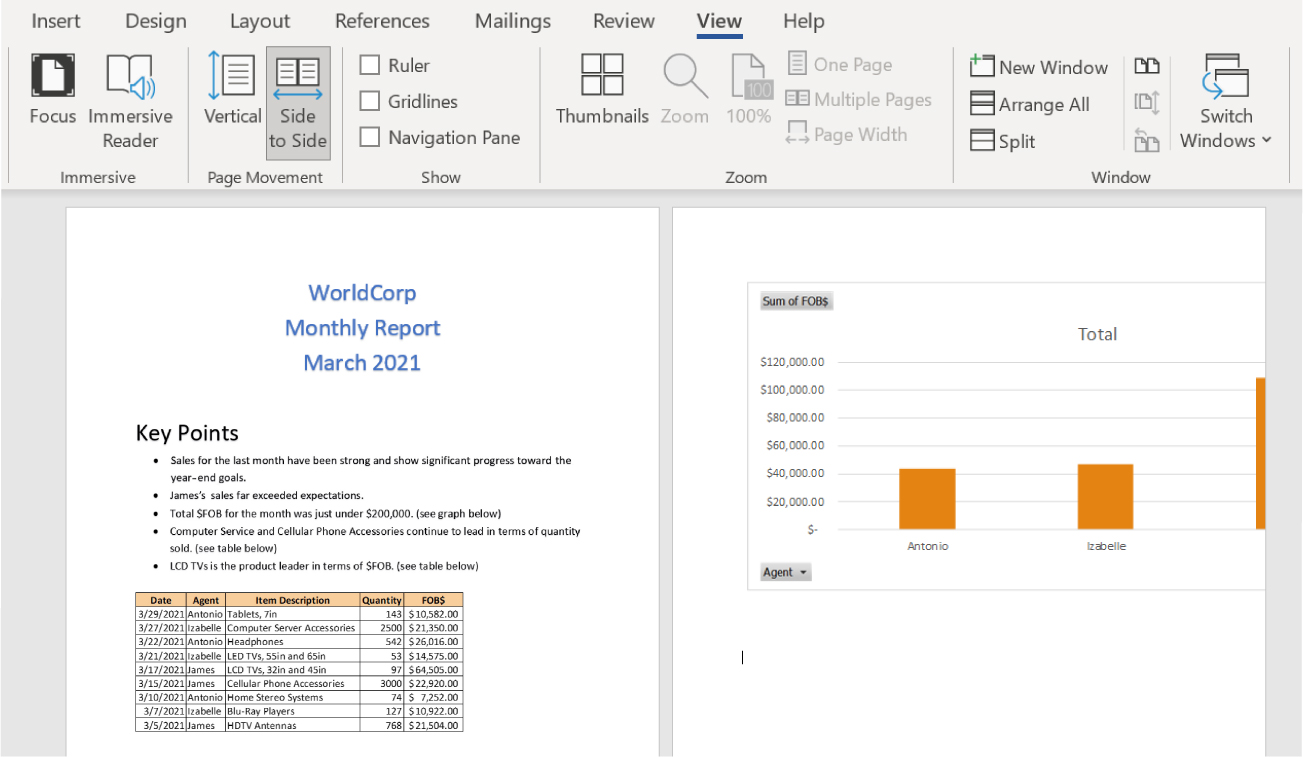 Insert Design Layout References Mailings Review View Help
Focus
Immersive
Reader
Immersive
Vertical
Side
to Side
Page Movement
Ruler
Gridlines
Navigation Pane
Show
Thumbnails
Zoom
100
100%
One Page
Multiple Pages
Page Width
Zoom
New Window
Arrange All
Split
Switch
Windows
Window
WorldCorp
Monthly Report
March 2021
Key Points
• Sales for the last month have been strong and show significant progress toward the
year-end goals.
• James's sales far exceeded expectations.
• Total $FOB for the month was just under $200,000. (see graph below)
• Computer Service and Cellular Phone Accessories continue to lead in terms of quantity
sold. (see table below)
• LCD TVs is the product leader in terms of $FOB. (see table below)
Date Agent Item Description Quantity FOB$
3/29/2021 Antonio Tablets, 7in 143 $10,582.00
3/27/2021 Izabelle Computer Server Accessories 2500 $21,350.00
3/22/2021 Antonio Headphones 542 $26,016.00
3/21/2021 Izabelle LED TVs, 55in and 65in 53 $14,575.00
3/17/2021 James LCD TVs, 32in and 45in 97 $64,505.00
3/15/2021 James Cellular Phone Accessories 3000 $22,920.00
3/10/2021 Antonio Home Stereo Systems 74 $ 7,252.00
3/7/2021 Izabelle Blu-Ray Players 127 $10,922.00
3/5/2021 James HDTV Antennas 768 $21,504.00
Sum of FOB$
Total
$120,000.00
$100,000.00
$80,000.00
$60,000.00
$40,000.00
$20,000.00
$-
Antonio Izabelle
Agent